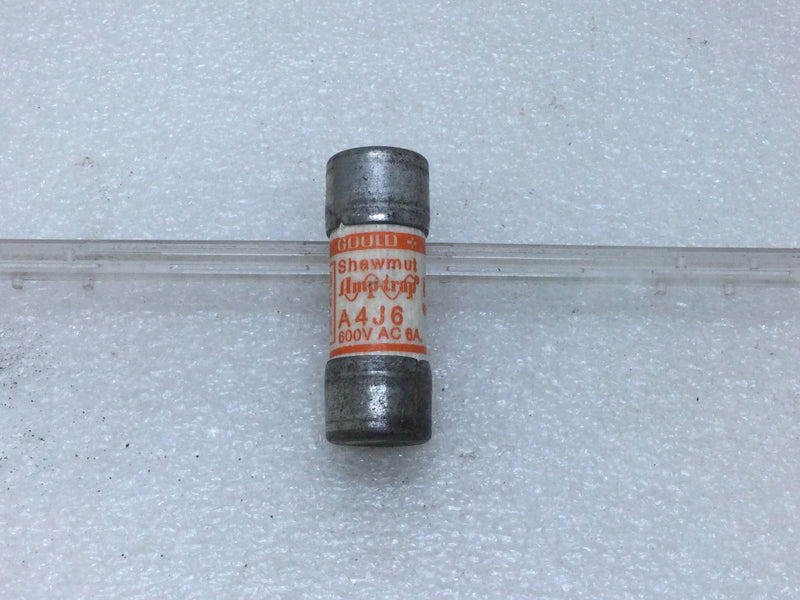 GOULD
Shawmut
Amp-trap®
A4J6
600V AC 6A.